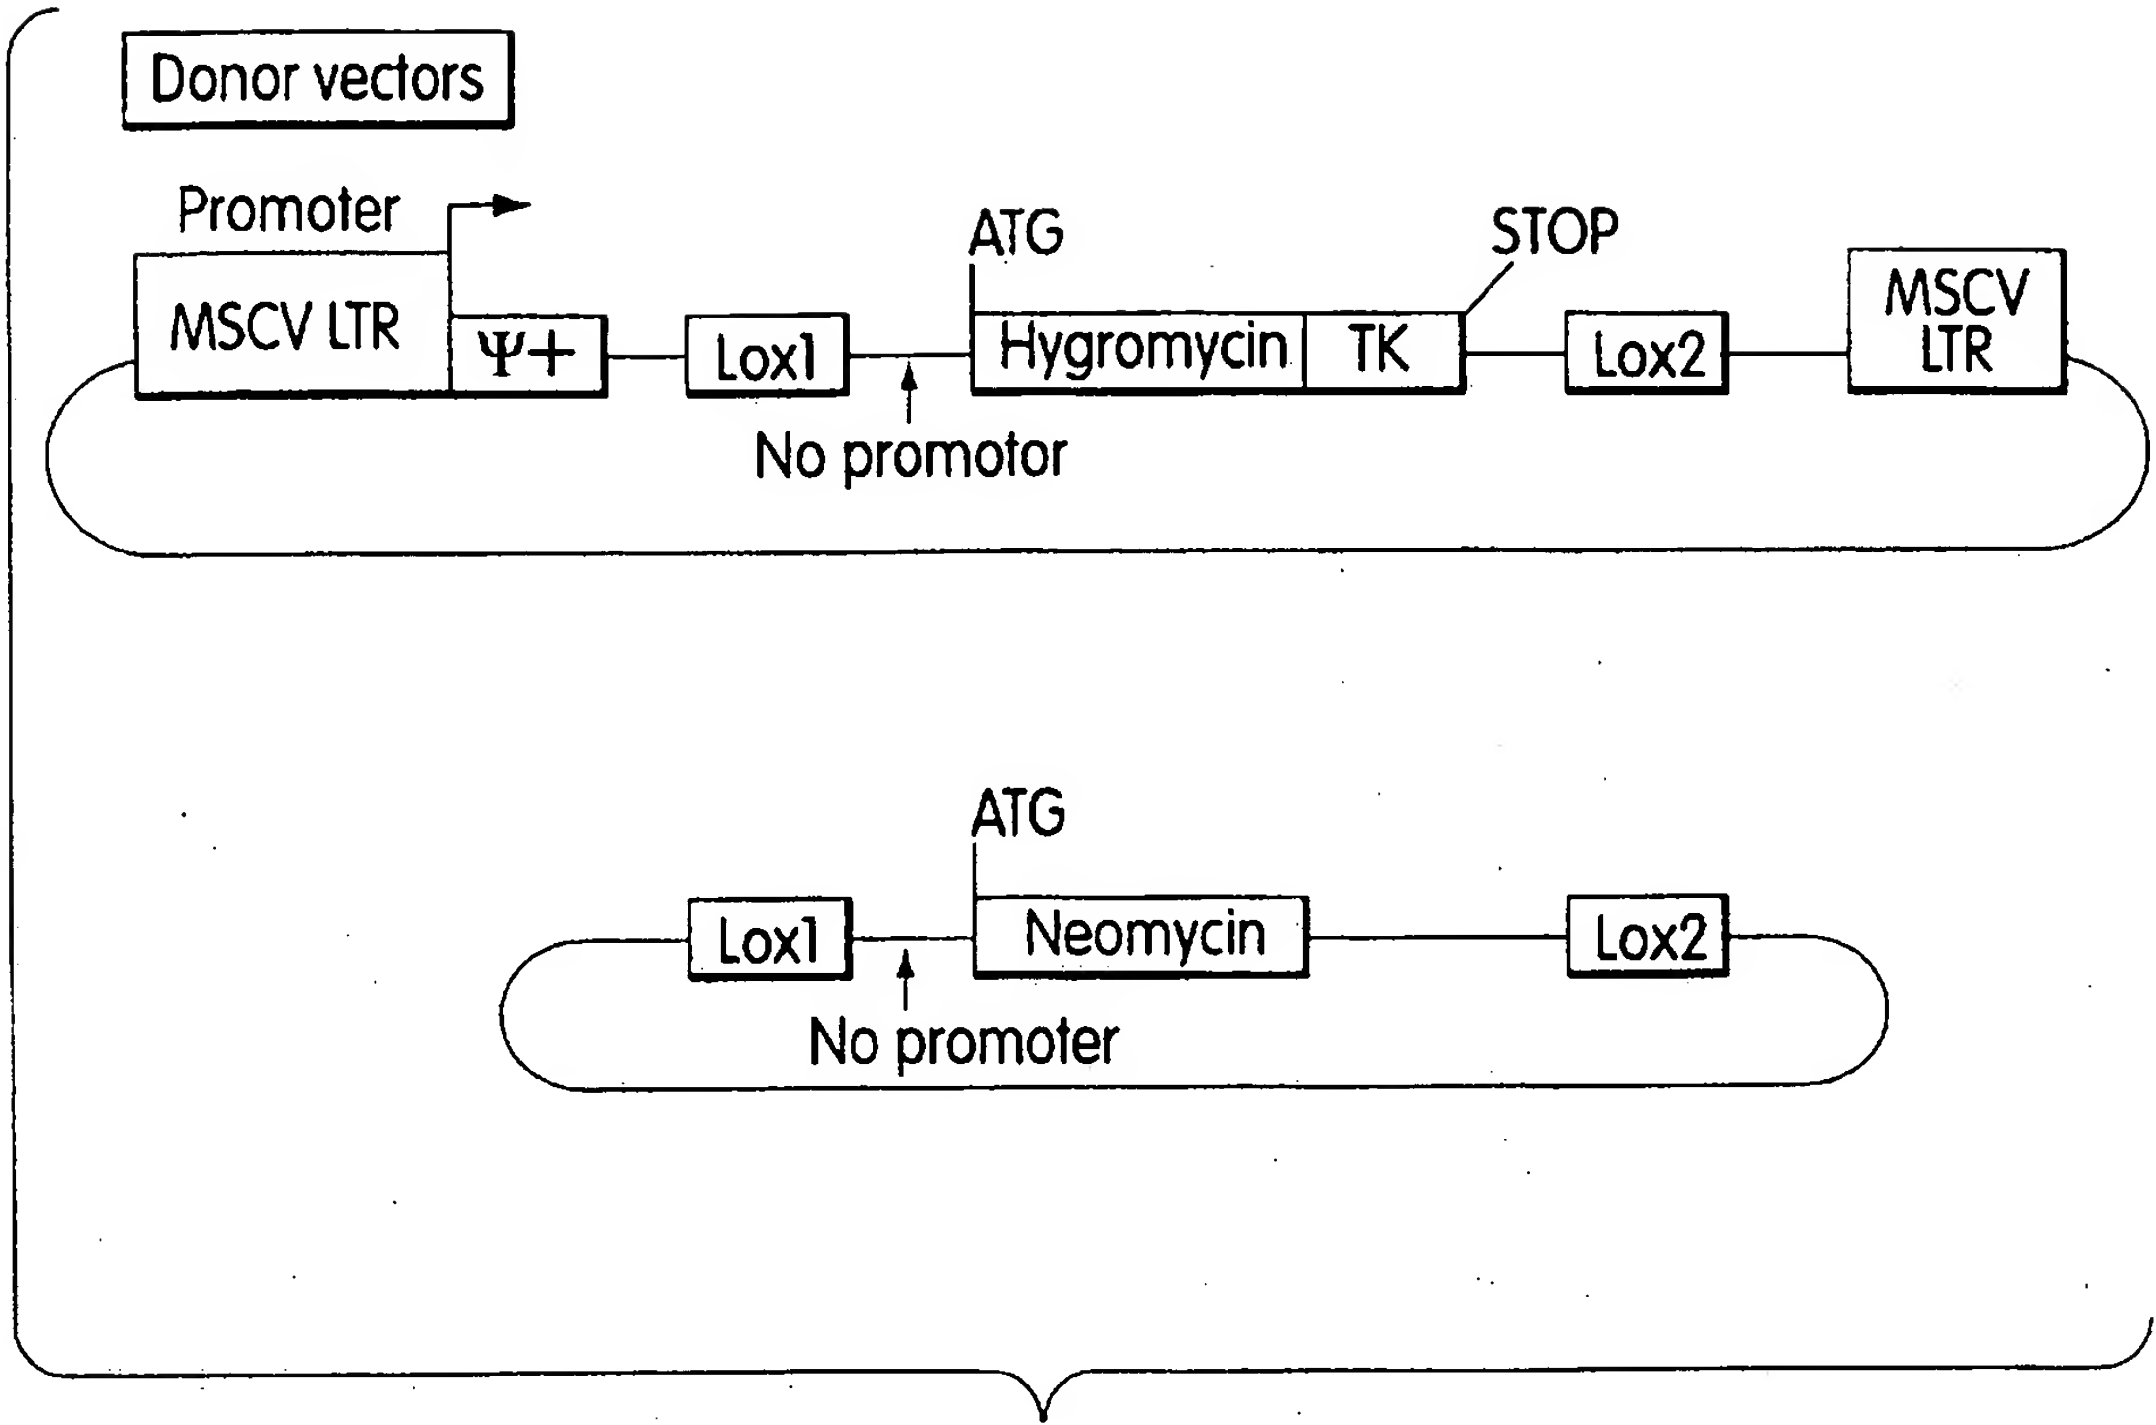 Donor vectors
Promoter
ATG
STOP
MSCV LTR
Ψ+
Lox1
Hygromycin
TK
Lox2
MSCV
LTR
No promotor
ATG
Lox1
Neomycin
Lox2
No promoter